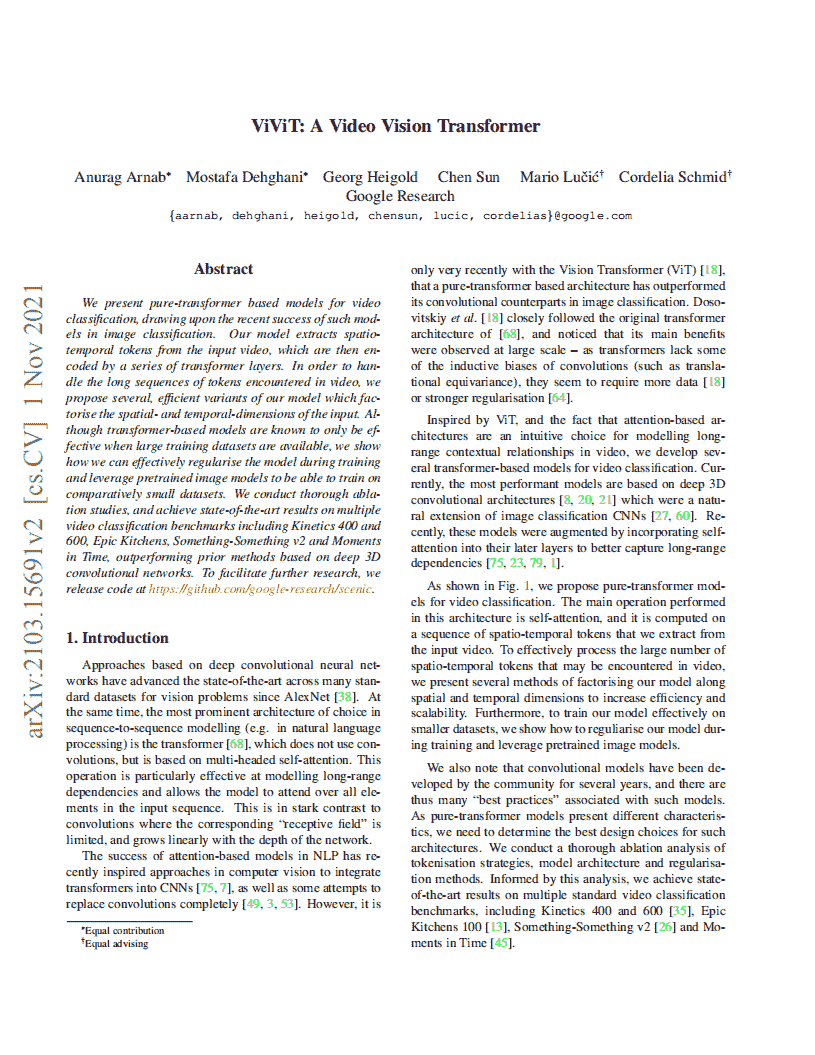 ViViT: A Video Vision Transformer
Anurag Arnab* Mostafa Dehghani* Georg Heigold Chen Sun Mario Lučić† Cordelia Schmid†
Google Research
{aarnab, dehghani, heigold, chensun, lucic, cordelias}@google.com
arXiv:2103.15691v2 [cs.CV] 1 Nov 2021
Abstract
We present pure-transformer based models for video
classification, drawing upon the recent success of such mod-
els in image classification. Our model extracts spatio-
temporal tokens from the input video, which are then en-
coded by a series of transformer layers. In order to han-
dle the long sequences of tokens encountered in video, we
propose several, efficient variants of our model which fac-
torise the spatial- and temporal-dimensions of the input. Al-
though transformer-based models are known to only be ef-
fective when large training datasets are available, we show
how we can effectively regularise the model during training
and leverage pretrained image models to be able to train on
comparatively small datasets. We conduct thorough abla-
tion studies, and achieve state-of-the-art results on multiple
video classification benchmarks including Kinetics 400 and
600, Epic Kitchens, Something-Something v2 and Moments
in Time, outperforming prior methods based on deep 3D
convolutional networks. To facilitate further research, we
release code at https://github.com/google-research/scenic.
1. Introduction
Approaches based on deep convolutional neural net-
works have advanced the state-of-the-art across many stan-
dard datasets for vision problems since AlexNet [38]. At
the same time, the most prominent architecture of choice in
sequence-to-sequence modelling (e.g. in natural language
processing) is the transformer [68], which does not use con-
volutions, but is based on multi-headed self-attention. This
operation is particularly effective at modelling long-range
dependencies and allows the model to attend over all ele-
ments in the input sequence. This is in stark contrast to
convolutions where the corresponding “receptive field” is
limited, and grows linearly with the depth of the network.
The success of attention-based models in NLP has re-
cently inspired approaches in computer vision to integrate
transformers into CNNs [75, 7], as well as some attempts to
replace convolutions completely [49, 3, 53]. However, it is
*Equal contribution
†Equal advising
only very recently with the Vision Transformer (ViT) [18],
that a pure-transformer based architecture has outperformed
its convolutional counterparts in image classification. Doso-
vitskiy et al. [18] closely followed the original transformer
architecture of [68], and noticed that its main benefits
were observed at large scale – as transformers lack some
of the inductive biases of convolutions (such as transla-
tional equivariance), they seem to require more data [18]
or stronger regularisation [64].
Inspired by ViT, and the fact that attention-based ar-
chitectures are an intuitive choice for modelling long-
range contextual relationships in video, we develop sev-
eral transformer-based models for video classification. Cur-
rently, the most performant models are based on deep 3D
convolutional architectures [8, 20, 21] which were a natu-
ral extension of image classification CNNs [27, 60]. Re-
cently, these models were augmented by incorporating self-
attention into their later layers to better capture long-range
dependencies [75, 23, 79, 1].
As shown in Fig. 1, we propose pure-transformer mod-
els for video classification. The main operation performed
in this architecture is self-attention, and it is computed on
a sequence of spatio-temporal tokens that we extract from
the input video. To effectively process the large number of
spatio-temporal tokens that may be encountered in video,
we present several methods of factorising our model along
spatial and temporal dimensions to increase efficiency and
scalability. Furthermore, to train our model effectively on
smaller datasets, we show how to reguliarise our model dur-
ing training and leverage pretrained image models.
We also note that convolutional models have been de-
veloped by the community for several years, and there are
thus many “best practices” associated with such models.
As pure-transformer models present different characteris-
tics, we need to determine the best design choices for such
architectures. We conduct a thorough ablation analysis of
tokenisation strategies, model architecture and regularisa-
tion methods. Informed by this analysis, we achieve state-
of-the-art results on multiple standard video classification
benchmarks, including Kinetics 400 and 600 [35], Epic
Kitchens 100 [13], Something-Something v2 [26] and Mo-
ments in Time [45].